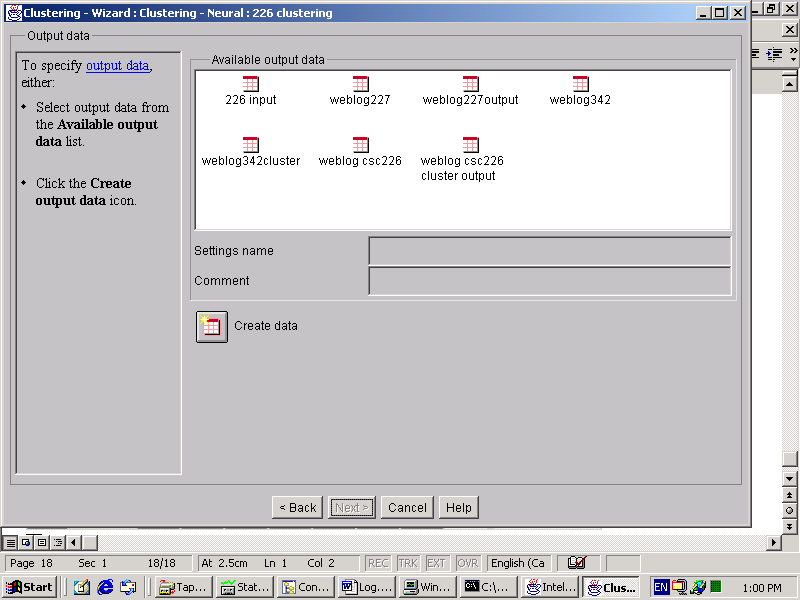 Clustering - Wizard : Clustering - Neural : 226 clustering
Output data
To specify output data,
either:
• Select output data from
the Available output
data list.
• Click the Create
output data icon.
Available output data
226 input
weblog227
weblog227output
weblog342
weblog342cluster
weblog csc226
weblog csc226
cluster output
Settings name
Comment
Create data
< Back
Next >
Cancel
Help
Page 18
Sec 1
18/18
At 2.5cm
Ln 1
Col 2
REC
TRK
EXT
OVR
English (Ca
Start
Tap...
Stat...
Con...
Log....
Win...
C:\...
Intel...
Clus...
EN
1:00 PM